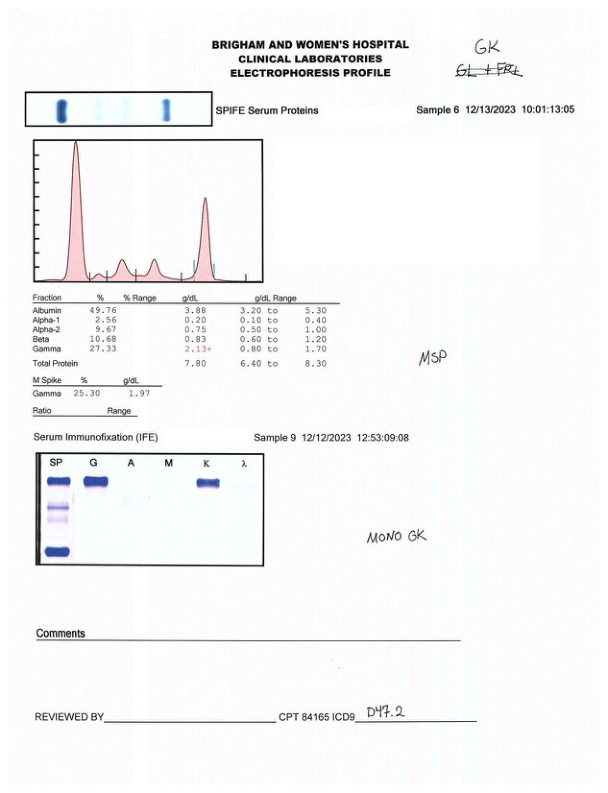 BRIGHAM AND WOMEN'S HOSPITAL
CLINICAL LABORATORIES
ELECTROPHORESIS PROFILE
GK
SPIFE Serum Proteins Sample 6 12/13/2023 10:01:13:05
Fraction % % Range g/dL g/dL Range
Albumin 49.76 3.88 3.20 to 5.30
Alpha-1 2.56 0.20 0.10 to 0.40
Alpha-2 9.67 0.75 0.50 to 1.00
Beta 10.68 0.83 0.60 to 1.20
Gamma 27.33 2.13+ 0.80 to 1.70
Total Protein 7.80 6.40 to 8.30
MSP
M Spike % g/dL
Gamma 25.30 1.97
Ratio Range
Serum Immunofixation (IFE) Sample 9 12/12/2023 12:53:09:08
SP G A M K λ
MONO GK
Comments
REVIEWED BY CPT 84165 ICD9 D47.2